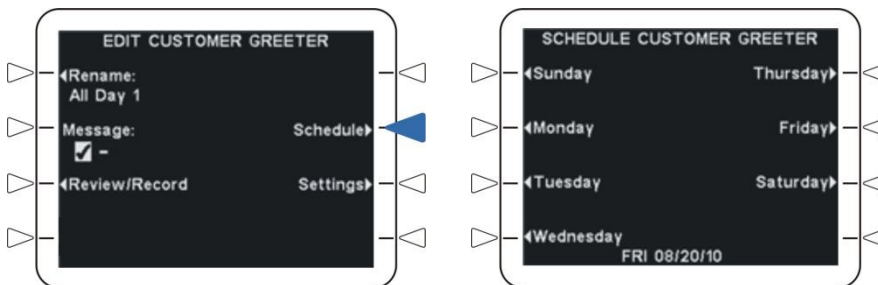 EDIT CUSTOMER GREETER
Rename:
All Day 1
Message:
Schedule
–
Review/Record
Settings
SCHEDULE CUSTOMER GREETER
Sunday
Thursday
Monday
Friday
Tuesday
Saturday
Wednesday
FRI 08/20/10